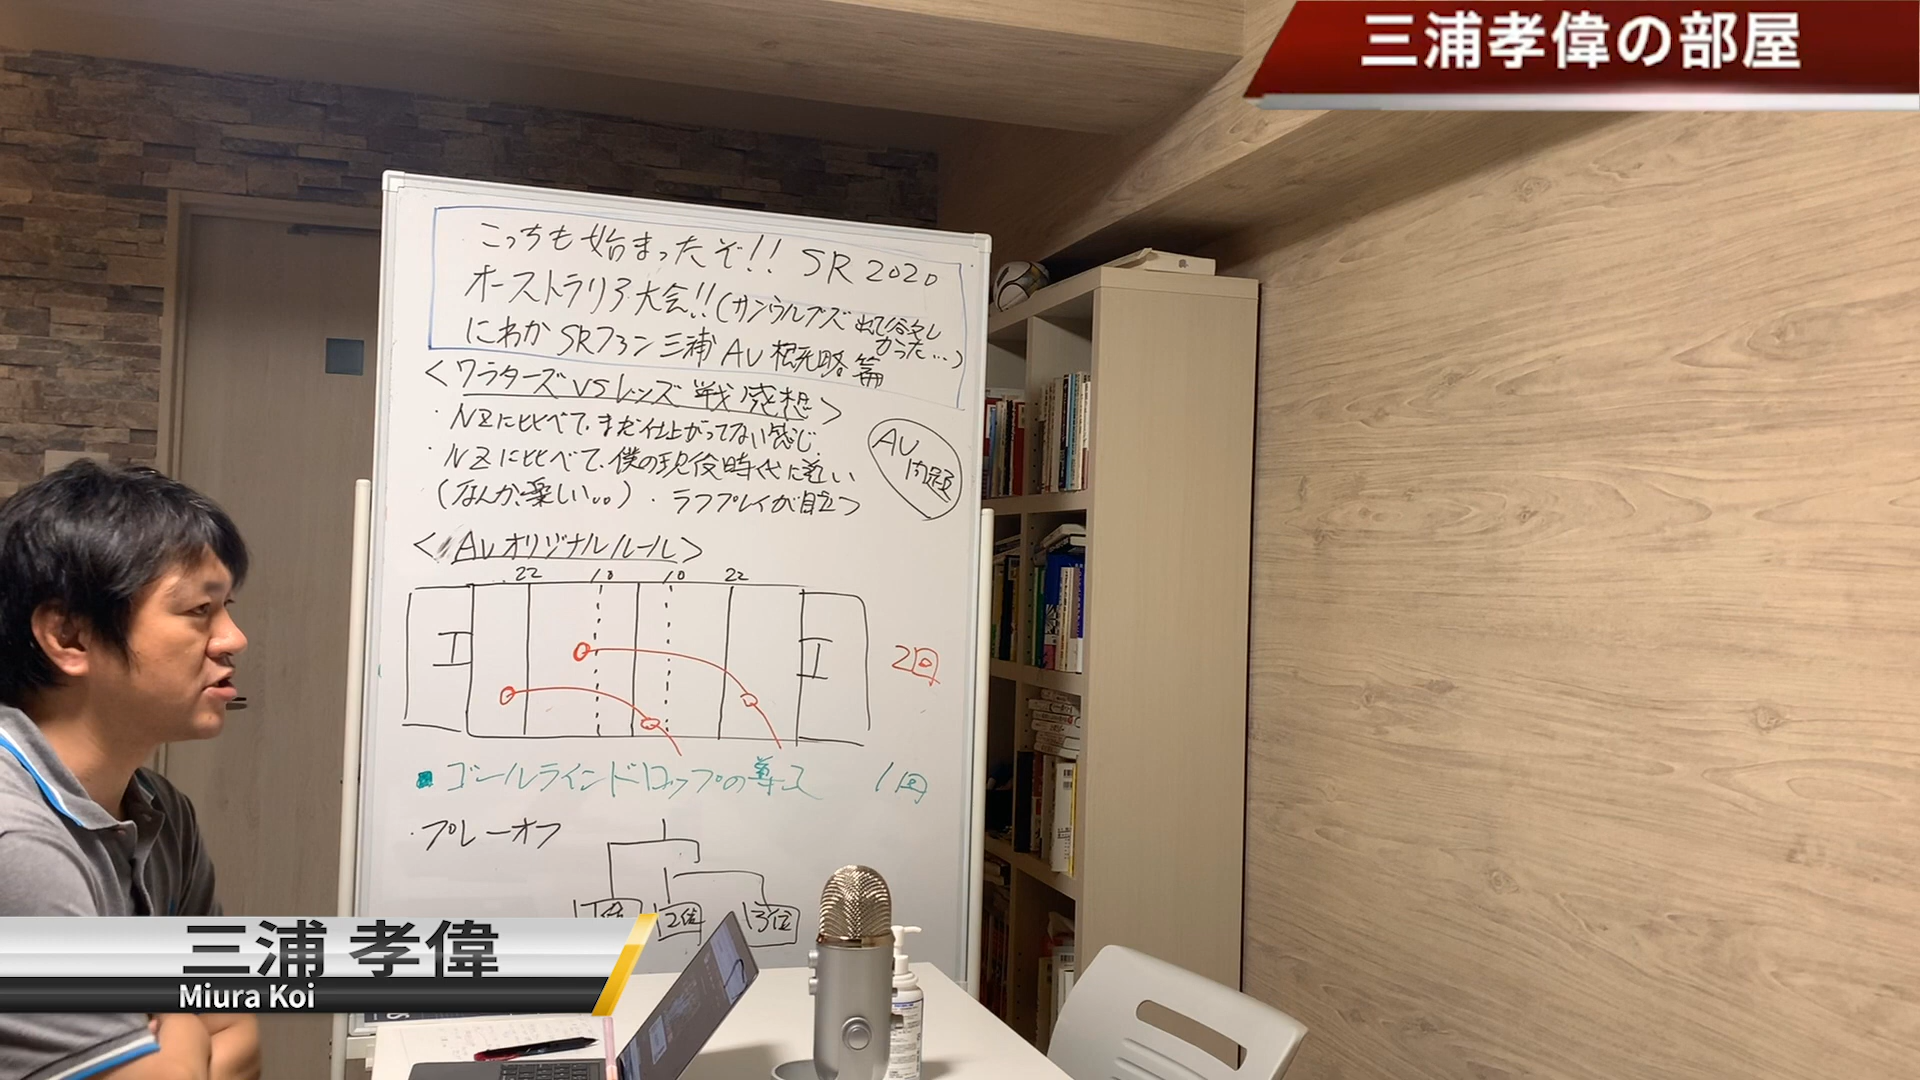 三浦孝偉の部屋
こっちも始まったぞ!! SR2020
オーストラリア大会!!(サンウルブズ出て欲しかった…)
にわかSRファン三浦AU 概略篇
<ワラターズVSレッズ戦感想>
・NZに比べて、まだ仕上がってない感じ
・NZに比べて、僕の現役時代に近い
(なんか、楽しい。。)・ラフプレイが目立つ
AU
問題
<AUオリジナルルール>
22 10 10 22
2回
ゴールラインドロップの導入 1回
・プレーオフ
1位 2位 3位
三浦 孝偉
Miura Koi